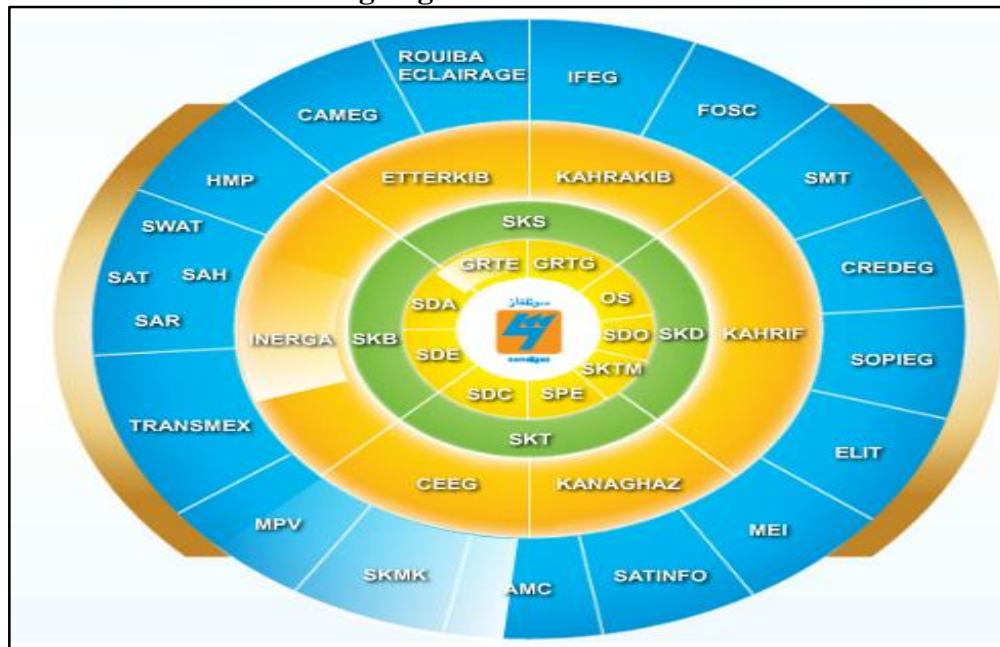 ROUIBA
ECLAIRAGE
IFEG
CAMEG
FOSC
HMP
ETTERKIB
KAHRAKIB
SMT
SWAT
SKS
SAT
SAH
GRTE
GRTG
CREDEG
SDA
OS
SAR
INERGA
SKB
SDO
SKD
KAHRIF
SDE
SKTM
SOPIEG
SDC
SPE
TRANSMEX
SKT
ELIT
CEEG
KANAGHAZ
MPV
MEI
SKMK
AMC
SATINFO
سونلغاز
sonelgaz